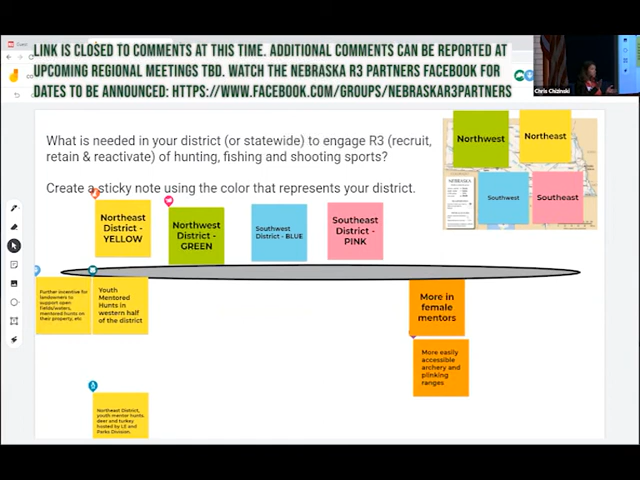 LINK IS CLOSED TO COMMENTS AT THIS TIME. ADDITIONAL COMMENTS CAN BE REPORTED AT
UPCOMING REGIONAL MEETINGS TBD. WATCH THE NEBRASKA R3 PARTNERS FACEBOOK FOR
DATES TO BE ANNOUNCED: HTTPS://WWW.FACEBOOK.COM/GROUPS/NEBRASKAR3PARTNERS
Chris Chizinski
What is needed in your district (or statewide) to engage R3 (recruit,
retain & reactivate) of hunting, fishing and shooting sports?
Create a sticky note using the color that represents your district.
Northwest
Northeast
NEBRASKA
Southwest
Southeast
Northeast
District -
YELLOW
Northwest
District -
GREEN
Southwest
District - BLUE
Southeast
District -
PINK
Further incentive for
landowners to
support open
fields/waters,
mentored hunts on
their property, etc
Youth
Mentored
Hunts in
western half
of the district
More in
female
mentors
More easily
accessible
archery and
plinking
ranges
Northeast District,
youth mentor hunts,
deer and turkey
hosted by LE and
Parks Division.